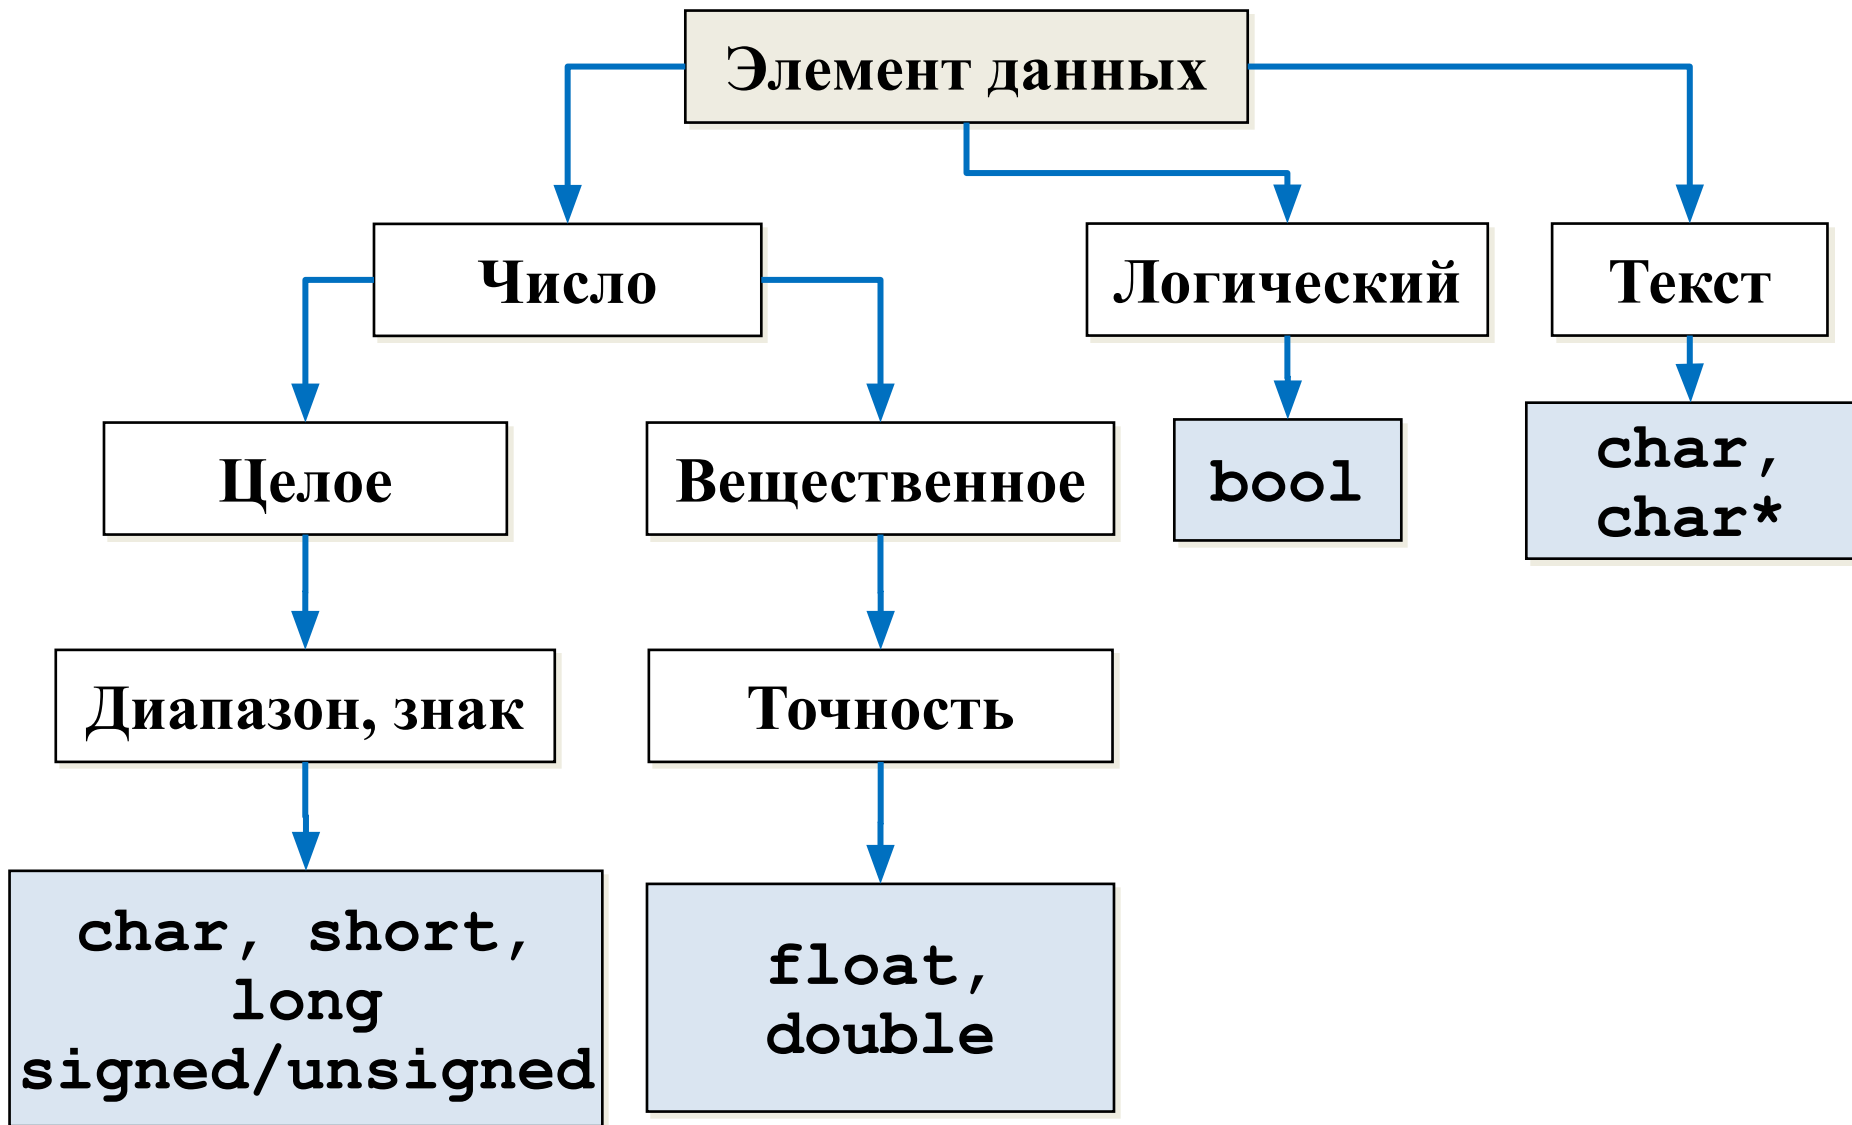 Элемент данных
Число
Логический
Текст
Целое
Вещественное
bool
char,
char*
Диапазон, знак
Точность
char, short,
long
signed/unsigned
float,
double